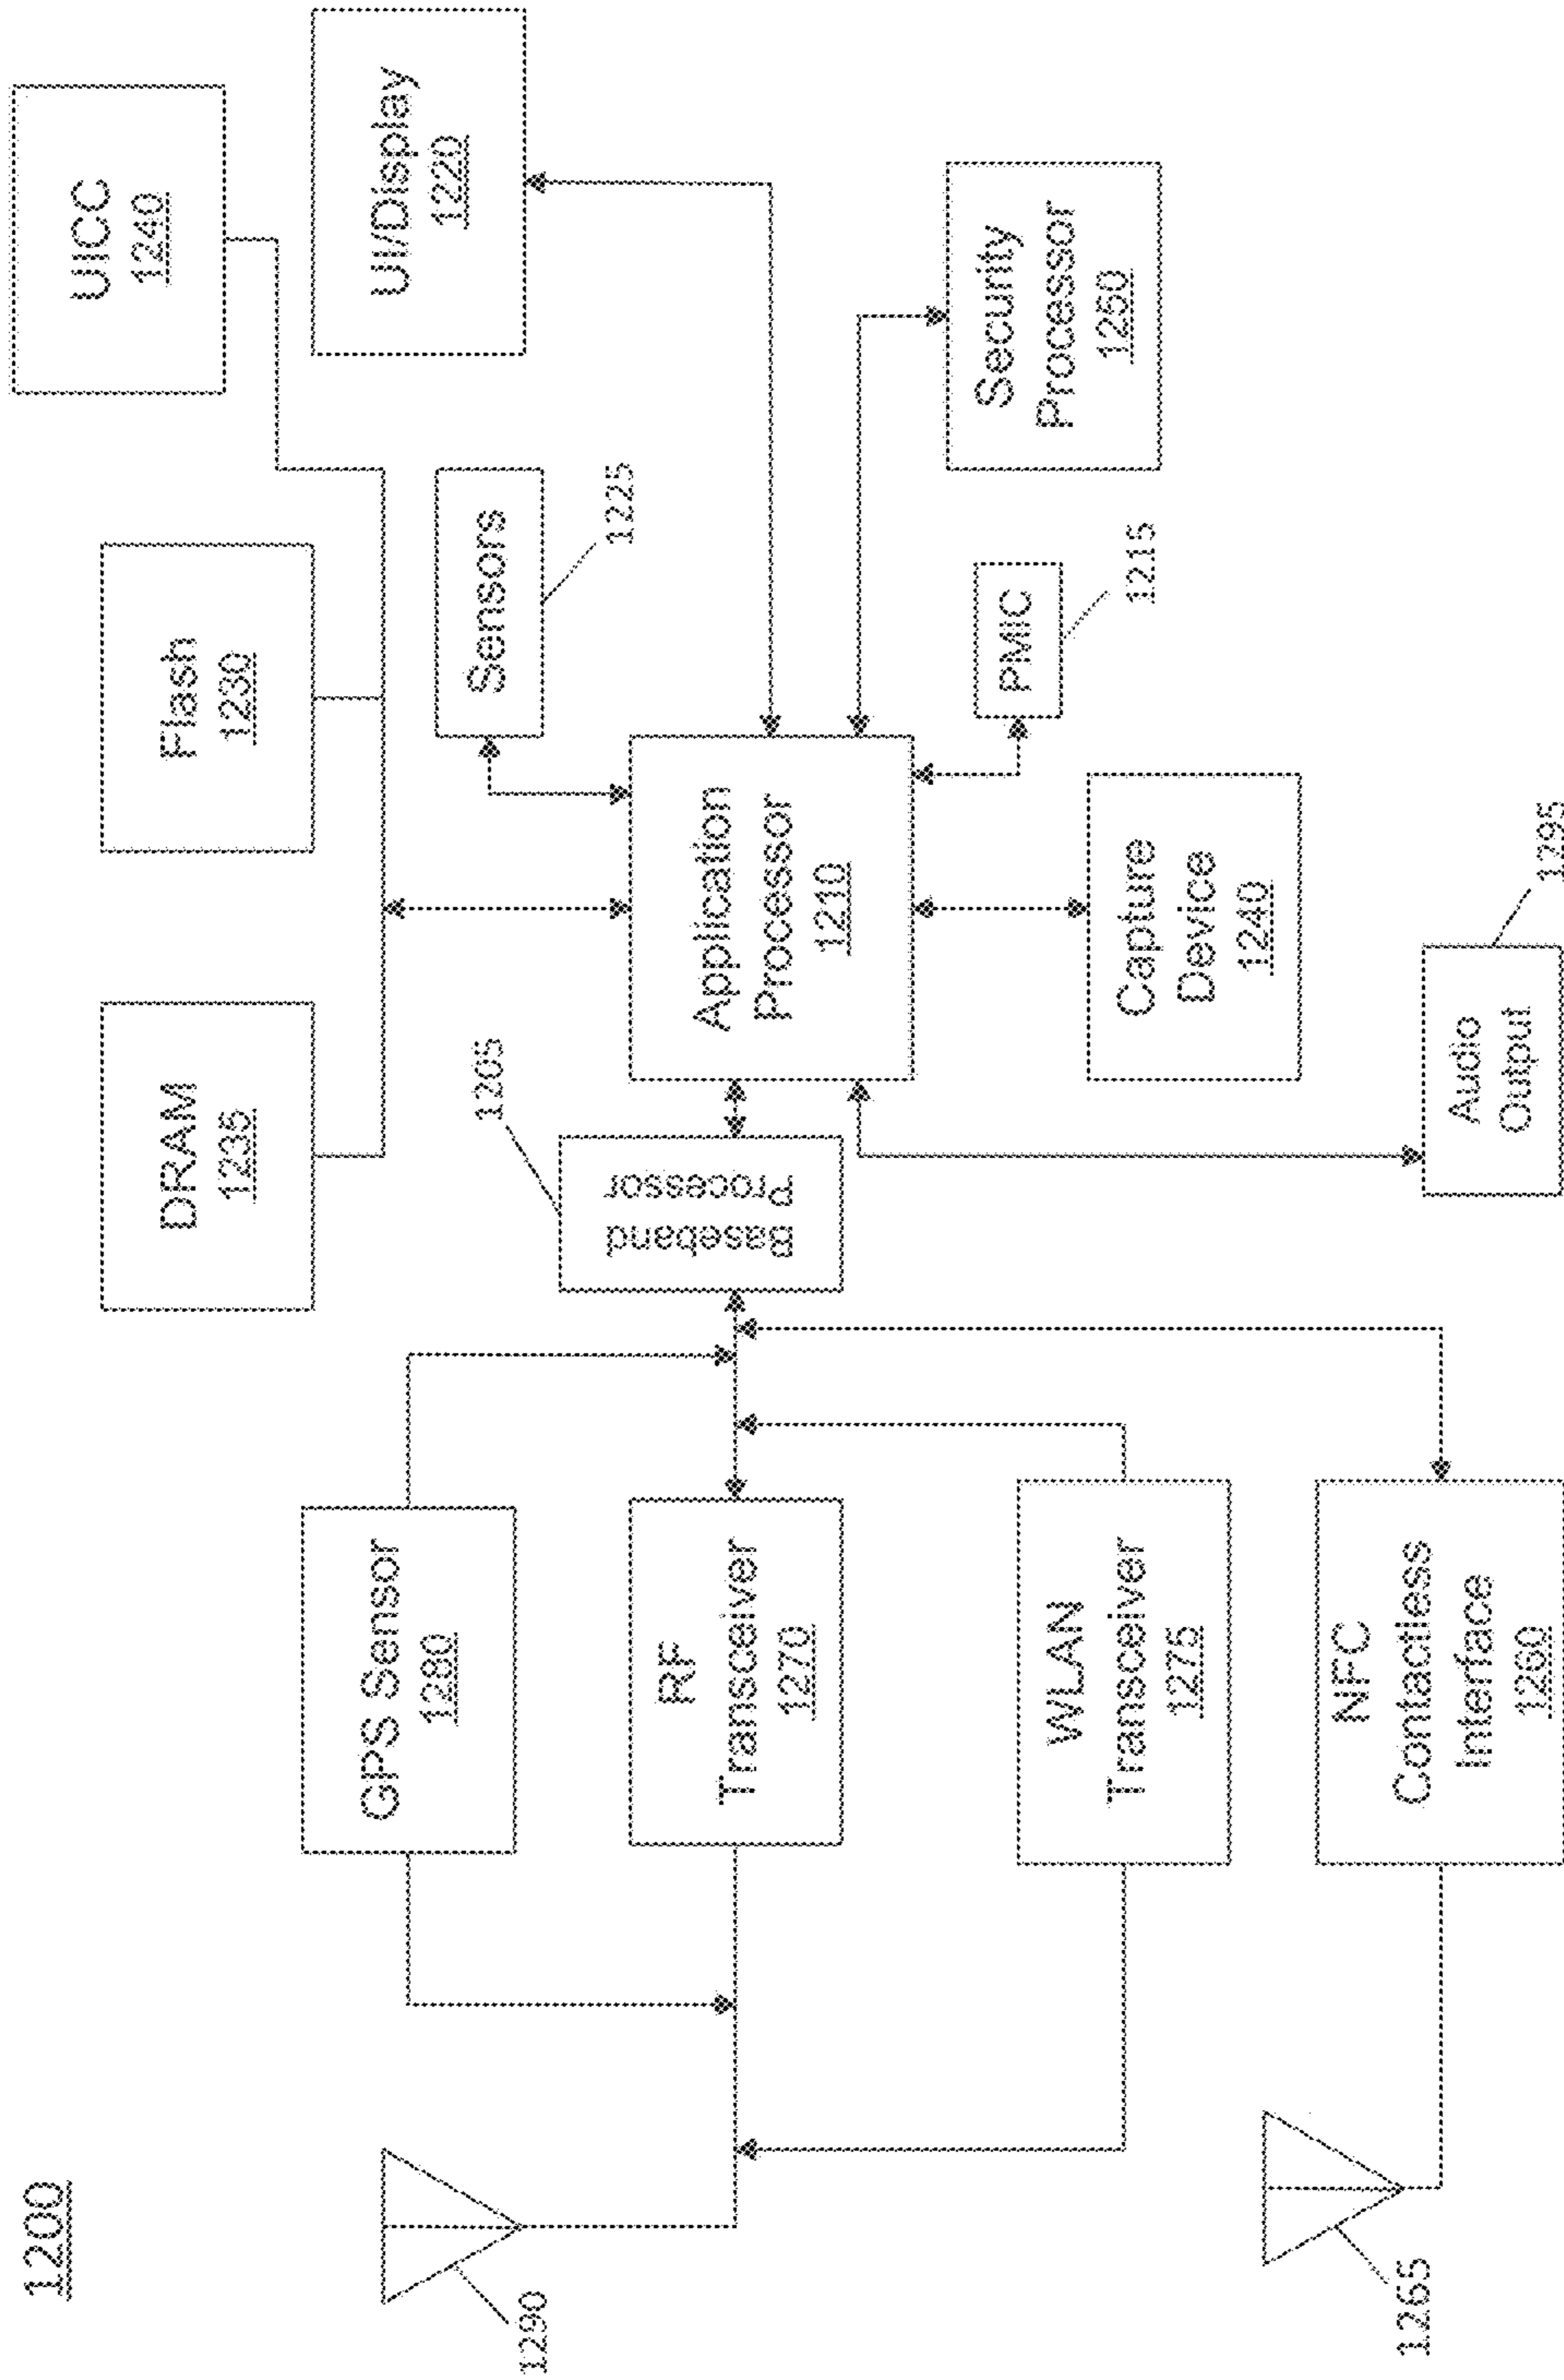 1200
UICC
1240
DRAM
1235
Flash
1230
UI/Display
1220
Sensors
1225
GPS Sensor
1280
1290
1205
Baseband
Processor
Application
Processor
1210
RF
Transceiver
1270
Security
Processor
1250
PMIC
1215
WLAN
Transceiver
1275
Capture
Device
1240
NFC
Contactless
Interface
1260
1265
Audio
Output
1295